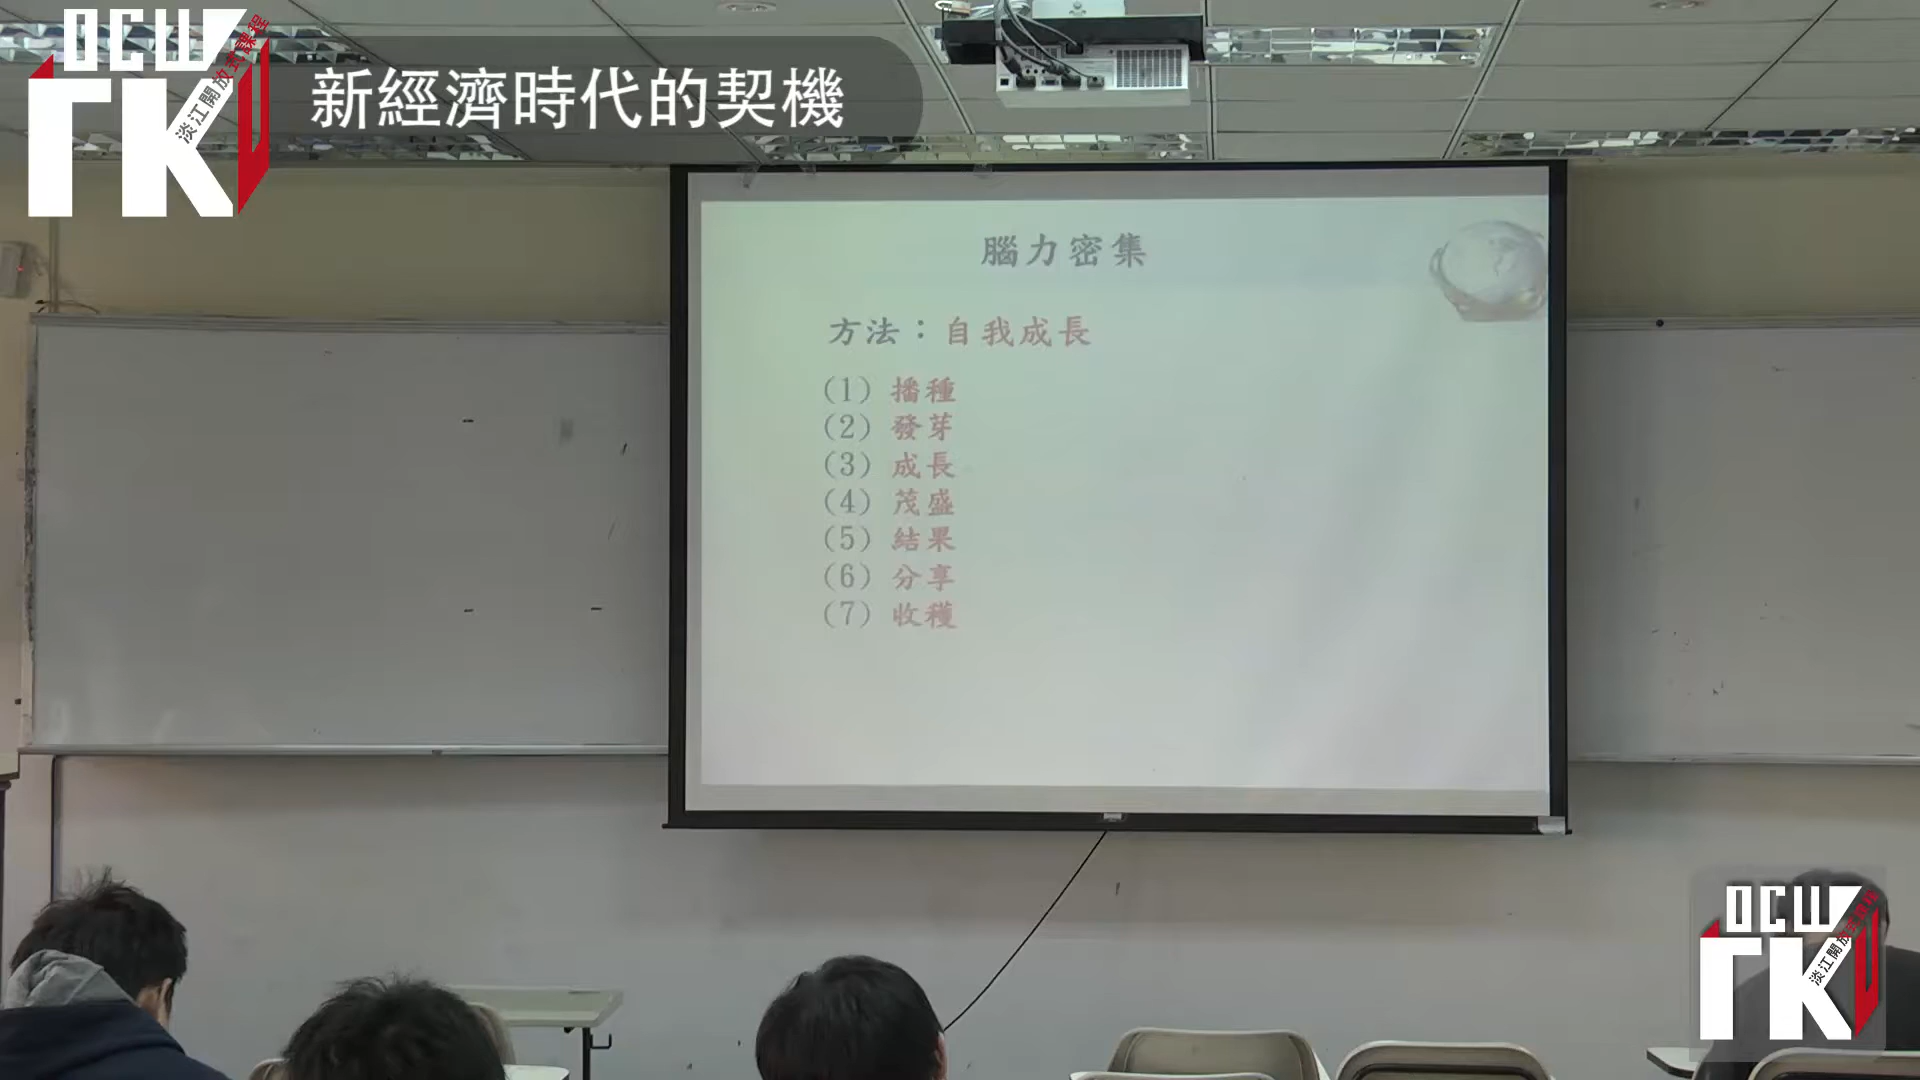 OCW
TKU
淡江開放式課程
新經濟時代的契機
腦力密集
方法：自我成長
(1) 播種
(2) 發芽
(3) 成長
(4) 茂盛
(5) 結果
(6) 分享
(7) 收穫
OCW
TKU
淡江開放式課程